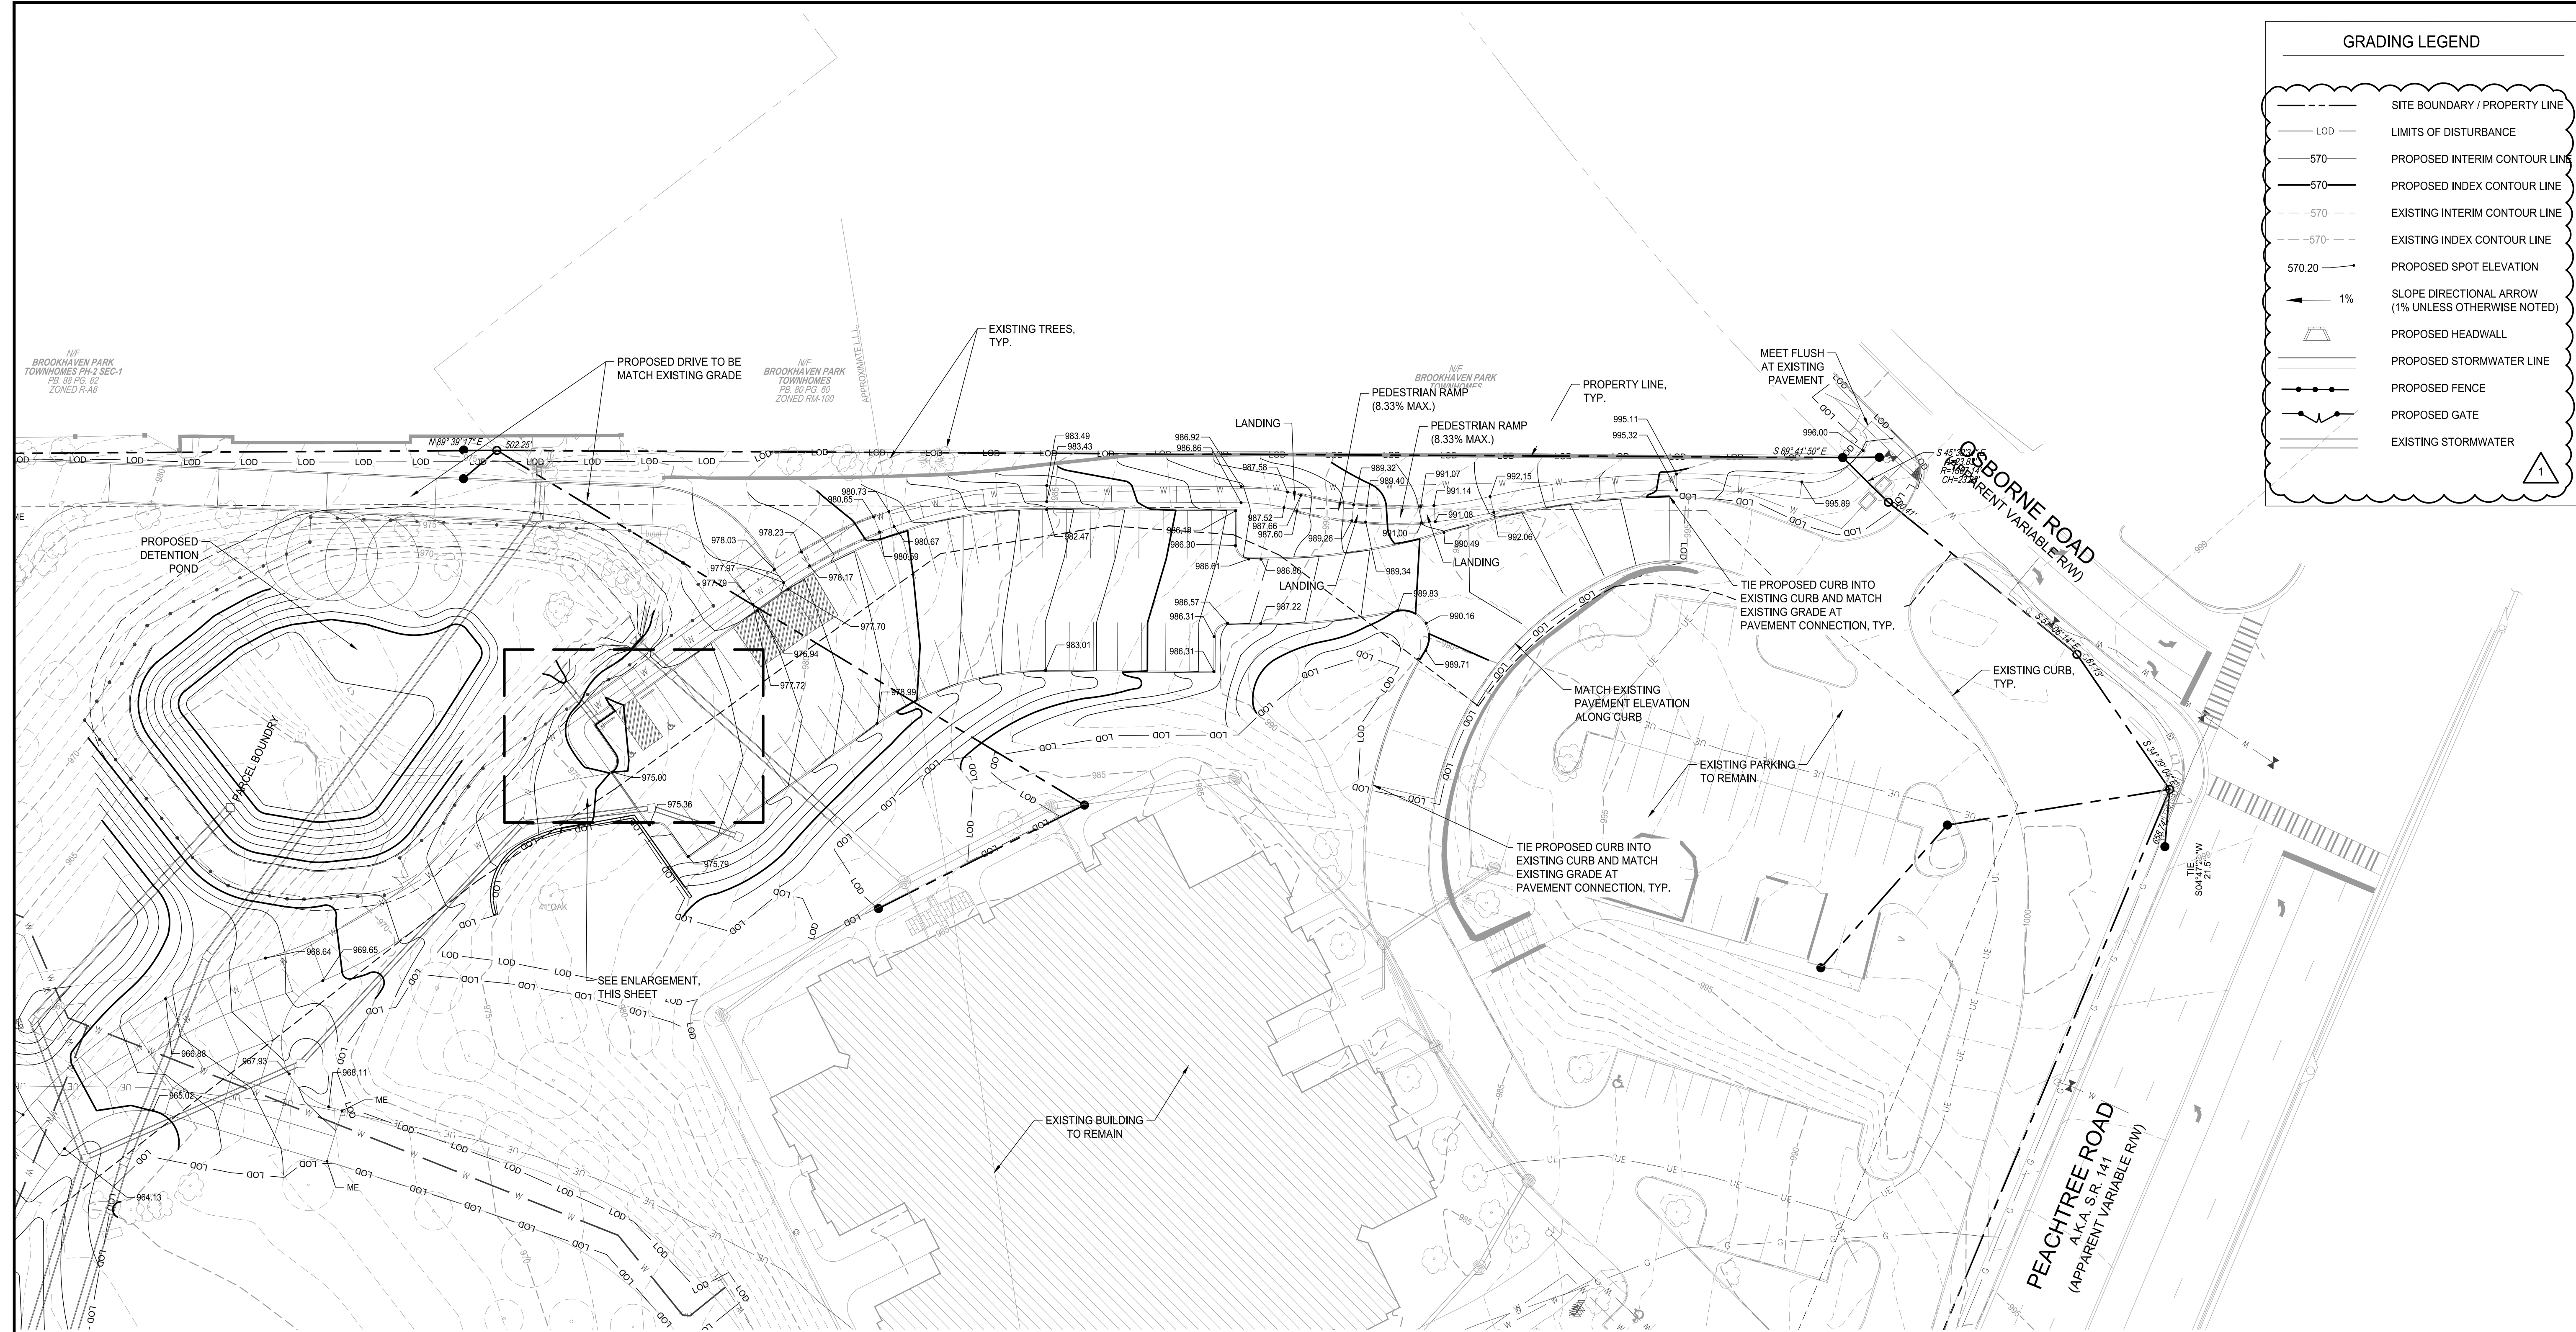 GRADING LEGEND
SITE BOUNDARY / PROPERTY LINE
LOD
LIMITS OF DISTURBANCE
570
PROPOSED INTERIM CONTOUR LINE
570
PROPOSED INDEX CONTOUR LINE
570
EXISTING INTERIM CONTOUR LINE
570
EXISTING INDEX CONTOUR LINE
570.20
PROPOSED SPOT ELEVATION
1%
SLOPE DIRECTIONAL ARROW
(1% UNLESS OTHERWISE NOTED)
PROPOSED HEADWALL
PROPOSED STORMWATER LINE
PROPOSED FENCE
PROPOSED GATE
EXISTING STORMWATER
1
N/F
BROOKHAVEN PARK
TOWNHOMES PH-2 SEC-1
PB. 88 PG. 82
ZONED R-A8
PROPOSED DRIVE TO BE
MATCH EXISTING GRADE
N/F
BROOKHAVEN PARK
TOWNHOMES
PB. 80 PG. 60
ZONED RM-100
APPROXIMATE L.L.L.
EXISTING TREES,
TYP.
N/F
BROOKHAVEN PARK
TOWNHOMES
PEDESTRIAN RAMP
(8.33% MAX.)
PEDESTRIAN RAMP
(8.33% MAX.)
LANDING
PROPERTY LINE,
TYP.
MEET FLUSH
AT EXISTING
PAVEMENT
N 89° 39' 17" E
502.25'
S 89° 41' 50" E
983.49
983.43
986.92
986.86
987.58
989.32
989.40
991.07
991.14
992.15
995.11
995.32
996.00
995.89
OSBORNE ROAD
(APPARENT VARIABLE R/W)
980.73
980.65
978.23
978.03
977.97
977.79
978.17
980.67
980.59
982.47
986.18
986.30
986.61
986.66
987.52
987.66
987.60
989.26
991.00
991.08
990.49
992.06
989.34
LANDING
LANDING
986.57
986.31
986.31
987.22
989.83
990.16
989.71
983.01
978.99
977.70
976.94
977.72
975.00
975.36
975.79
PROPOSED
DETENTION
POND
PARCEL BOUNDRY
TIE PROPOSED CURB INTO
EXISTING CURB AND MATCH
EXISTING GRADE AT
PAVEMENT CONNECTION, TYP.
EXISTING CURB,
TYP.
MATCH EXISTING
PAVEMENT ELEVATION
ALONG CURB
EXISTING PARKING
TO REMAIN
TIE PROPOSED CURB INTO
EXISTING CURB AND MATCH
EXISTING GRADE AT
PAVEMENT CONNECTION, TYP.
S 34° 29' 04" E
TIE
21.5'
41"OAK
SEE ENLARGEMENT,
THIS SHEET
968.64
969.65
966.88
967.93
968.11
965.02
964.13
ME
ME
ME
EXISTING BUILDING
TO REMAIN
PEACHTREE ROAD
A.K.A. S.R. 141
(APPARENT VARIABLE R/W)